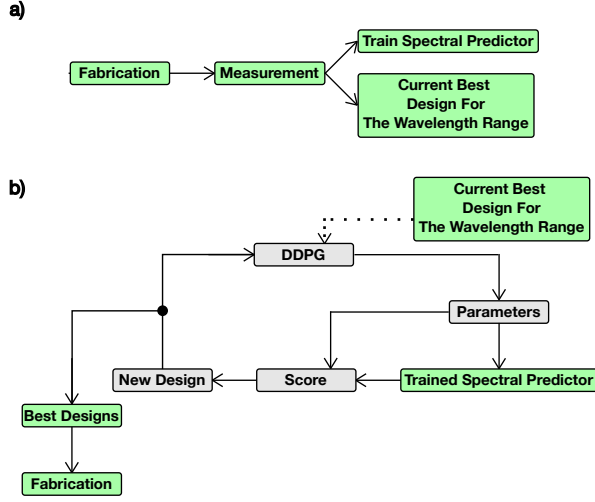 a)
Fabrication
Measurement
Train Spectral Predictor
Current Best
Design For
The Wavelength Range
b)
Current Best
Design For
The Wavelength Range
DDPG
Parameters
New Design
Score
Trained Spectral Predictor
Best Designs
Fabrication